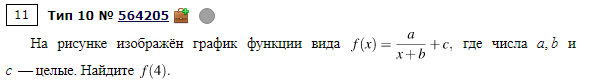 11 Тип 10 № 564205
На рисунке изображён график функции вида f(x) = a/(x+b) + c, где числа a, b и
c — целые. Найдите f(4).